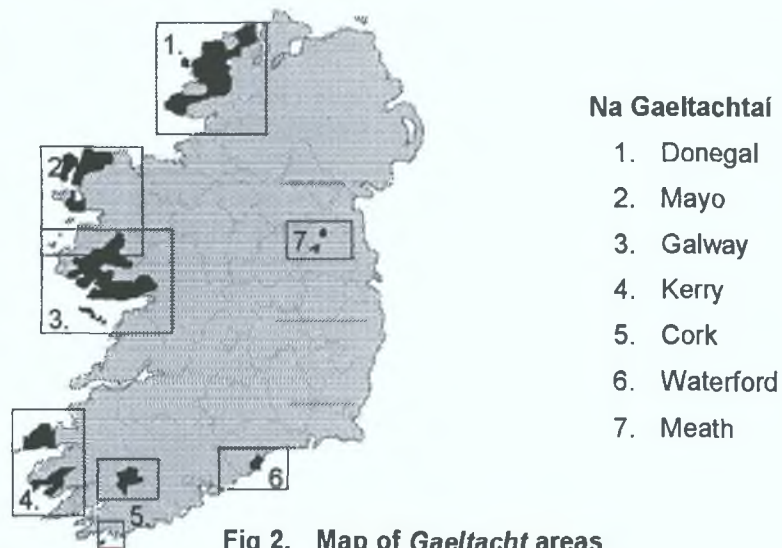 1.
2
3.
4.
5
6
7.
Na Gaeltachtaí
1. Donegal
2. Mayo
3. Galway
4. Kerry
5. Cork
6. Waterford
7. Meath
Fig 2. Map of Gaeltacht areas